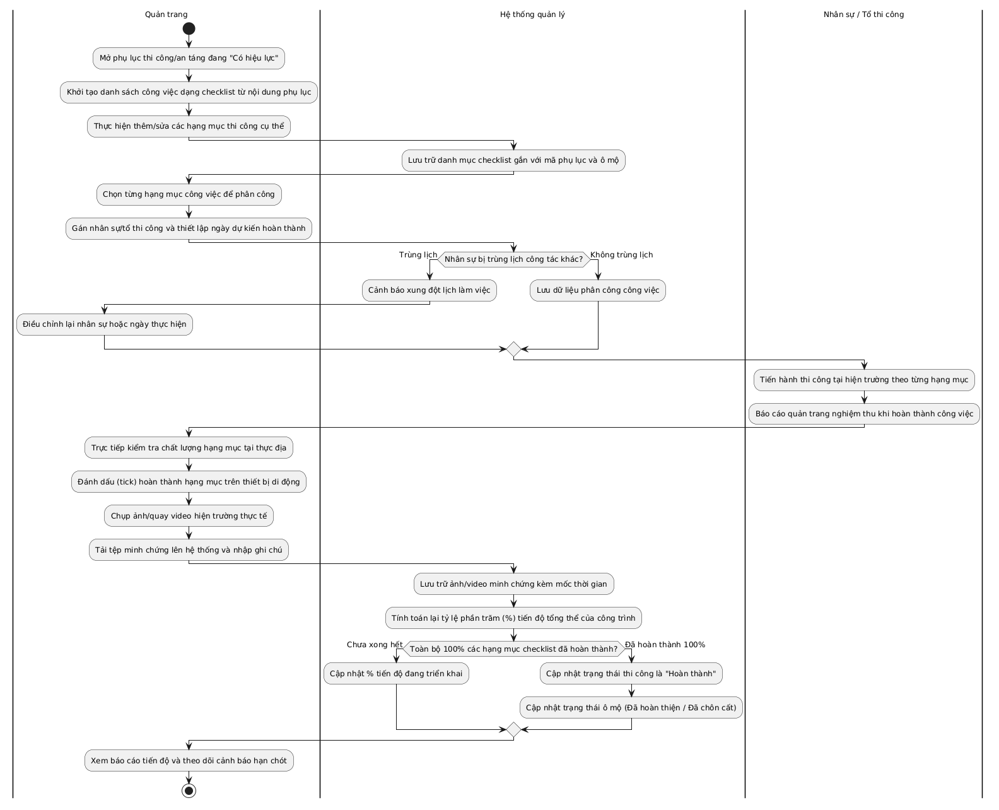 Quản trang
Hệ thống quản lý
Nhân sự / Tổ thi công
Mở phụ lục thi công/an táng đang "Có hiệu lực"
Khởi tạo danh sách công việc dạng checklist từ nội dung phụ lục
Thực hiện thêm/sửa các hạng mục thi công cụ thể
Lưu trữ danh mục checklist gắn với mã phụ lục và ô mộ
Chọn từng hạng mục công việc để phân công
Gán nhân sự/tổ thi công và thiết lập ngày dự kiến hoàn thành
Trùng lịch
Nhân sự bị trùng lịch công tác khác?
Không trùng lịch
Cảnh báo xung đột lịch làm việc
Lưu dữ liệu phân công công việc
Điều chỉnh lại nhân sự hoặc ngày thực hiện
Tiến hành thi công tại hiện trường theo từng hạng mục
Báo cáo quản trang nghiệm thu khi hoàn thành công việc
Trực tiếp kiểm tra chất lượng hạng mục tại thực địa
Đánh dấu (tick) hoàn thành hạng mục trên thiết bị di động
Chụp ảnh/quay video hiện trường thực tế
Tải tệp minh chứng lên hệ thống và nhập ghi chú
Lưu trữ ảnh/video minh chứng kèm mốc thời gian
Tính toán lại tỷ lệ phần trăm (%) tiến độ tổng thể của công trình
Chưa xong hết
Toàn bộ 100% các hạng mục checklist đã hoàn thành?
Đã hoàn thành 100%
Cập nhật % tiến độ đang triển khai
Cập nhật trạng thái thi công là "Hoàn thành"
Cập nhật trạng thái ô mộ (Đã hoàn thiện / Đã chôn cất)
Xem báo cáo tiến độ và theo dõi cảnh báo hạn chót